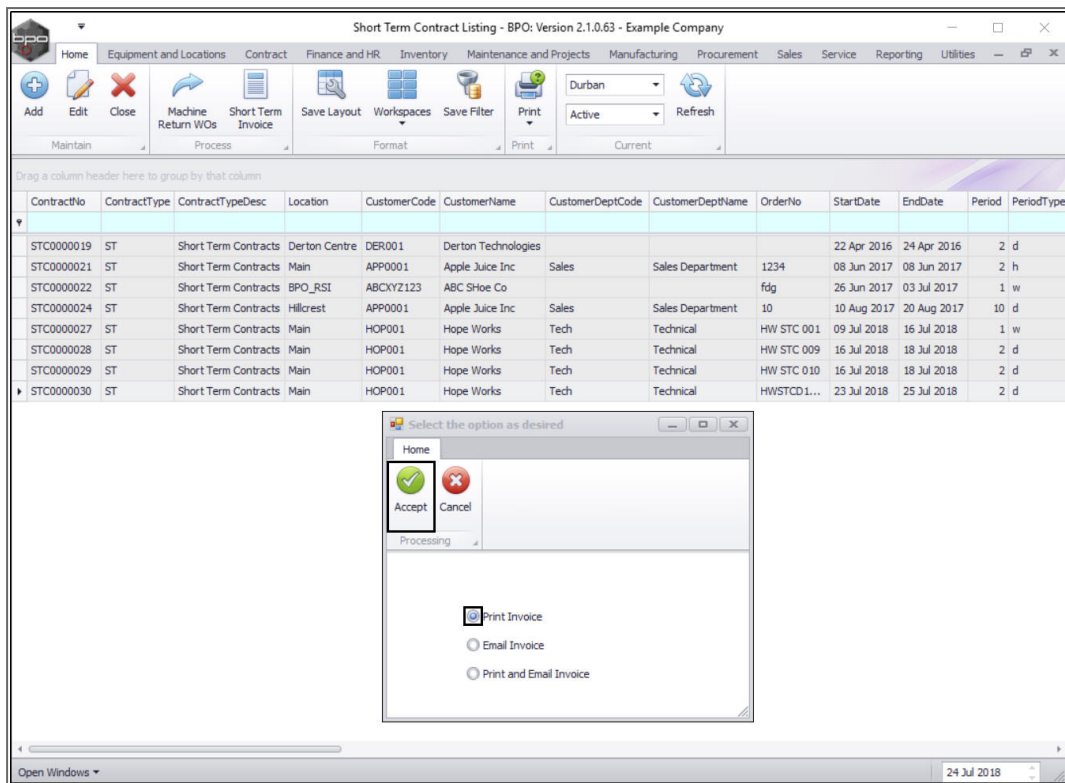 Short Term Contract Listing - BPO: Version 2.1.0.63 - Example Company
bpo
Home Equipment and Locations Contract Finance and HR Inventory Maintenance and Projects Manufacturing Procurement Sales Service Reporting Utilities
Add Edit Close Machine Return WOs Short Term Invoice Save Layout Workspaces Save Filter Print Durban Active Refresh
Maintain Process Format Print Current
Drag a column header here to group by that column
ContractNo ContractType ContractTypeDesc Location CustomerCode CustomerName CustomerDeptCode CustomerDeptName OrderNo StartDate EndDate Period PeriodType
STC0000019 ST Short Term Contracts Derton Centre DER001 Derton Technologies 22 Apr 2016 24 Apr 2016 2 d
STC0000021 ST Short Term Contracts Main APP0001 Apple Juice Inc Sales Sales Department 1234 08 Jun 2017 08 Jun 2017 2 h
STC0000022 ST Short Term Contracts BPO_RSI ABCXYZ123 ABC SHoe Co fdg 26 Jun 2017 03 Jul 2017 1 w
STC0000024 ST Short Term Contracts Hillcrest APP0001 Apple Juice Inc Sales Sales Department 10 10 Aug 2017 20 Aug 2017 10 d
STC0000027 ST Short Term Contracts Main HOP001 Hope Works Tech Technical HW STC 001 09 Jul 2018 16 Jul 2018 1 w
STC0000028 ST Short Term Contracts Main HOP001 Hope Works Tech Technical HW STC 009 16 Jul 2018 18 Jul 2018 2 d
STC0000029 ST Short Term Contracts Main HOP001 Hope Works Tech Technical HW STC 010 16 Jul 2018 18 Jul 2018 2 d
STC0000030 ST Short Term Contracts Main HOP001 Hope Works Tech Technical HWSTCD1... 23 Jul 2018 25 Jul 2018 2 d
Select the option as desired
Home
Accept Cancel
Processing
Print Invoice
Email Invoice
Print and Email Invoice
Open Windows 24 Jul 2018